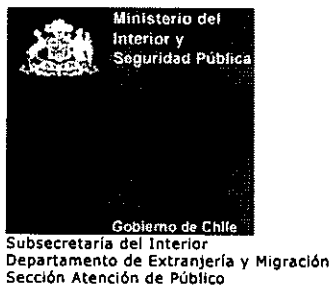 Ministerio del
Interior y
Seguridad Pública
Gobierno de Chile
Subsecretaría del Interior
Departamento de Extranjería y Migración
Sección Atención de Público